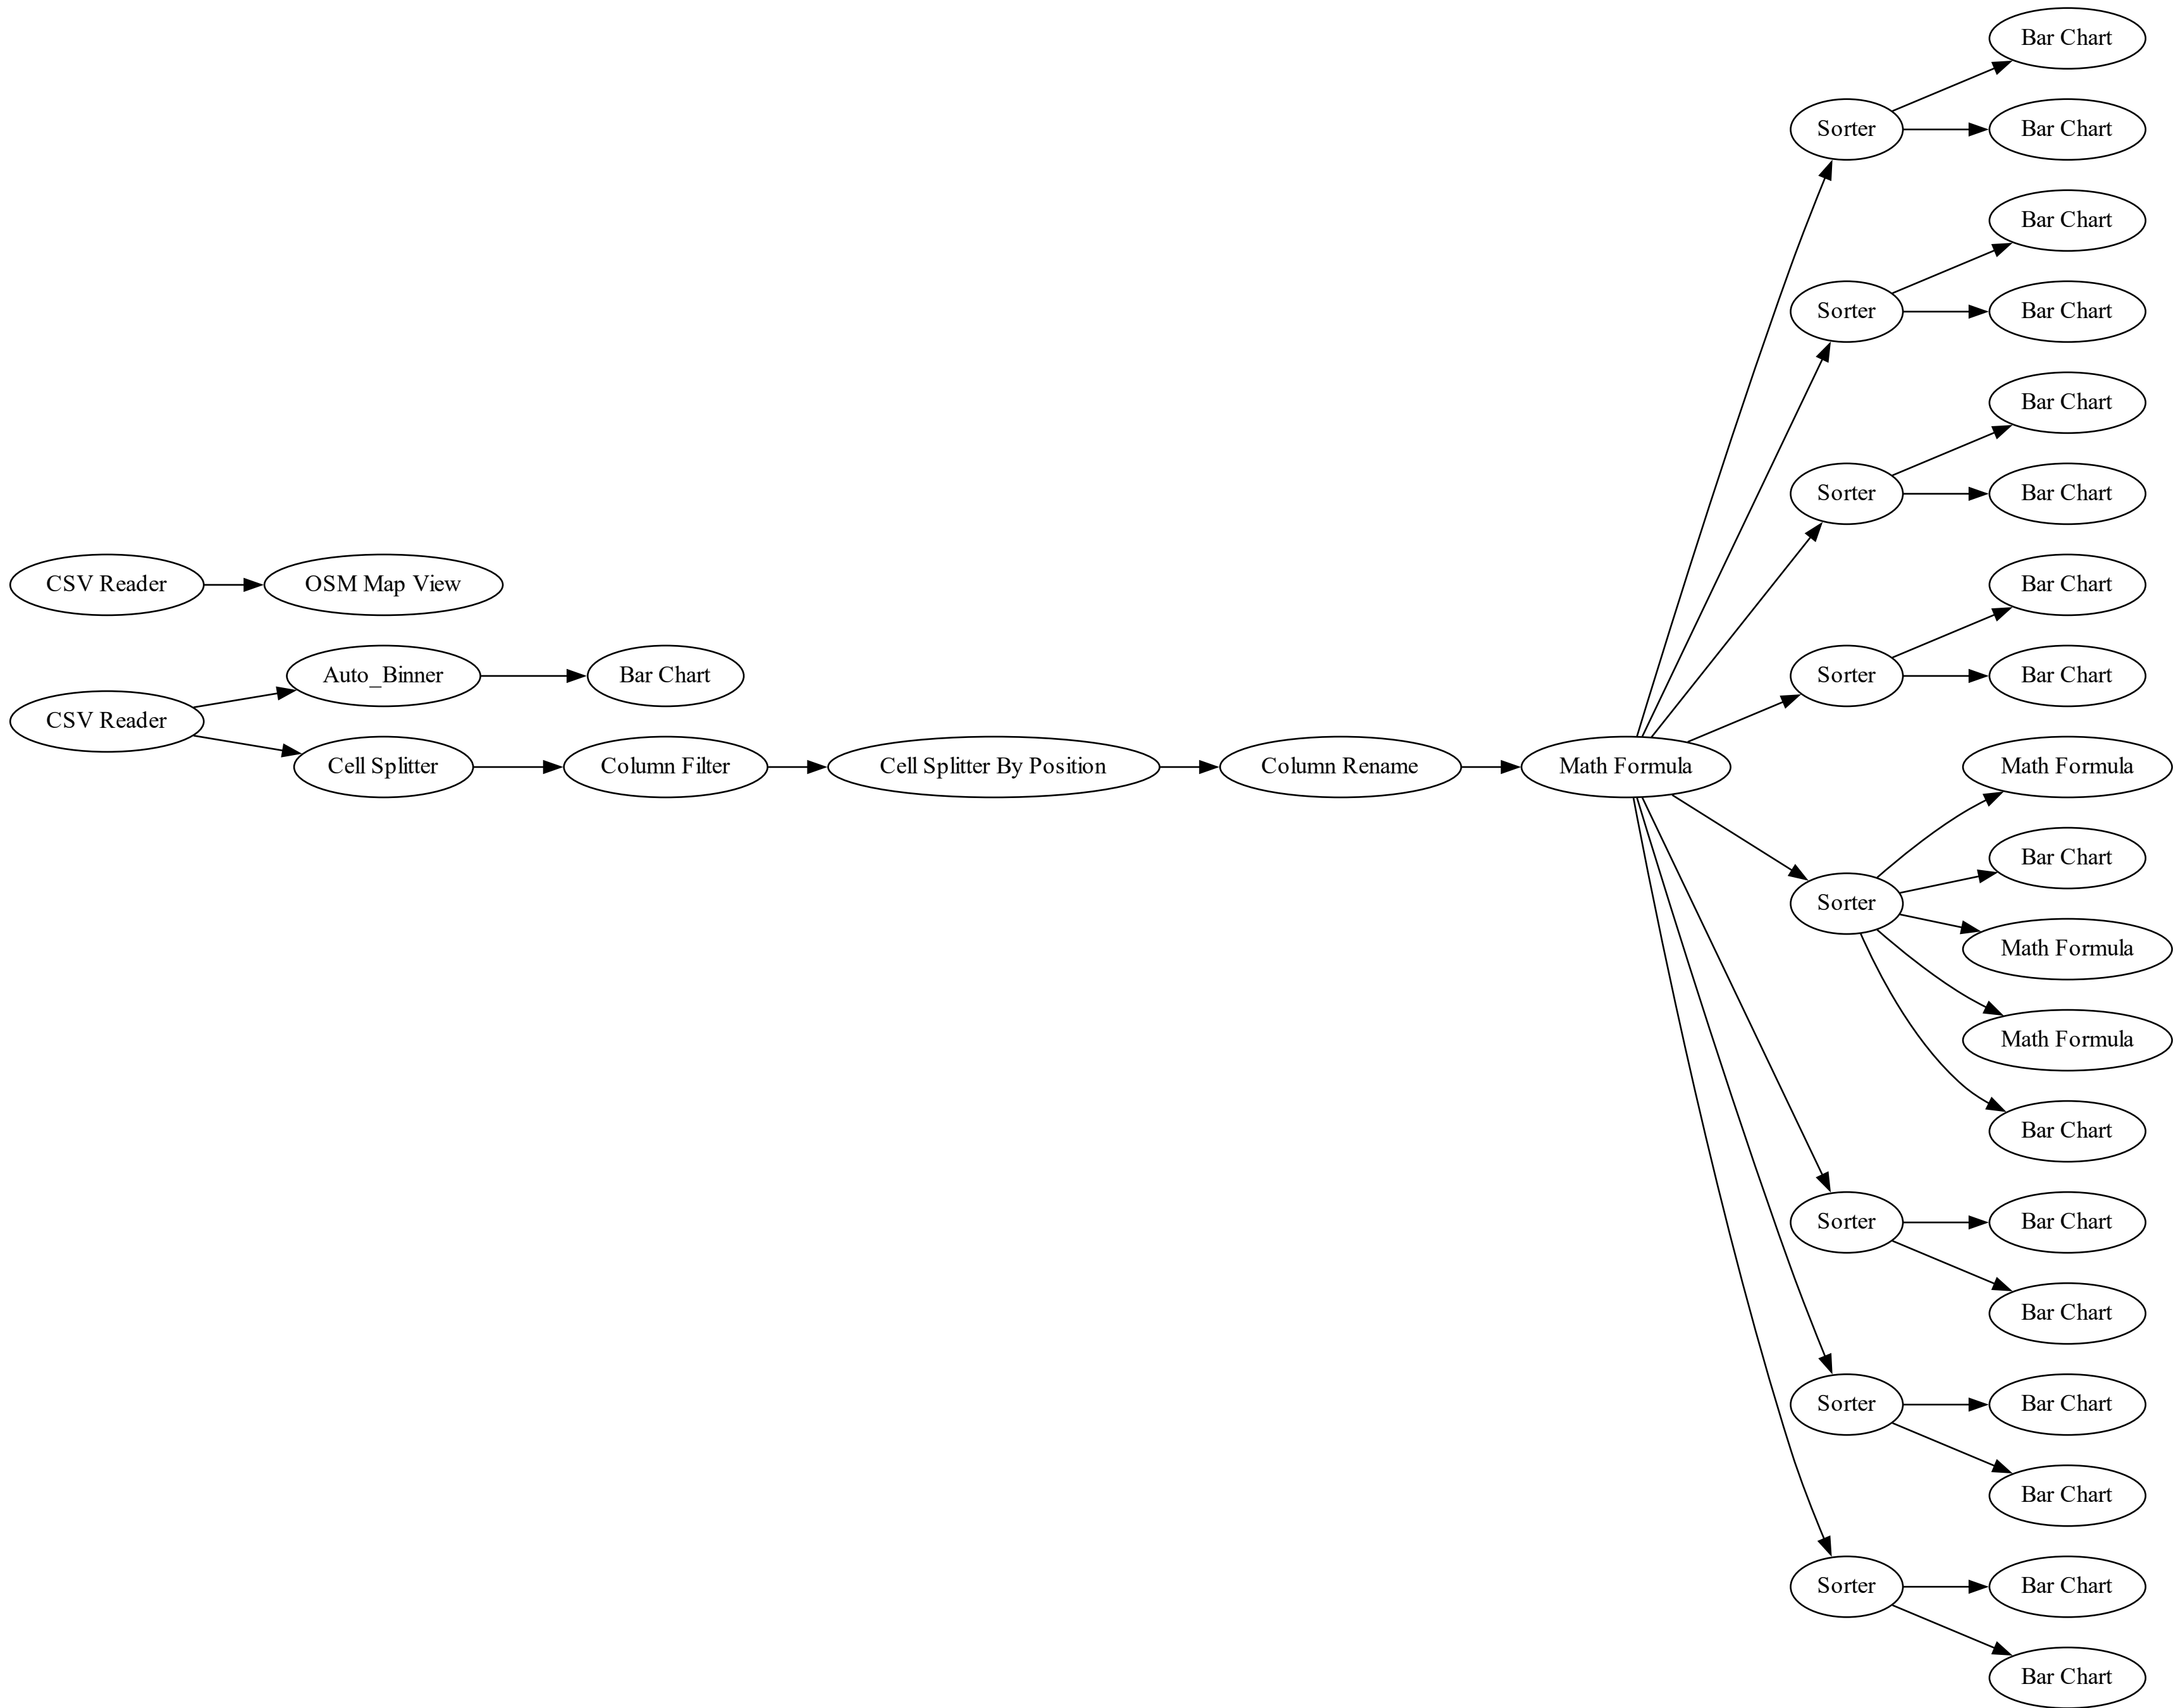 Bar Chart
Sorter
Bar Chart
Bar Chart
Sorter
Bar Chart
Bar Chart
Sorter
Bar Chart
CSV Reader
OSM Map View
Bar Chart
Auto_Binner
Bar Chart
Sorter
Bar Chart
CSV Reader
Cell Splitter
Column Filter
Cell Splitter By Position
Column Rename
Math Formula
Math Formula
Bar Chart
Sorter
Math Formula
Math Formula
Bar Chart
Sorter
Bar Chart
Bar Chart
Sorter
Bar Chart
Bar Chart
Sorter
Bar Chart
Bar Chart